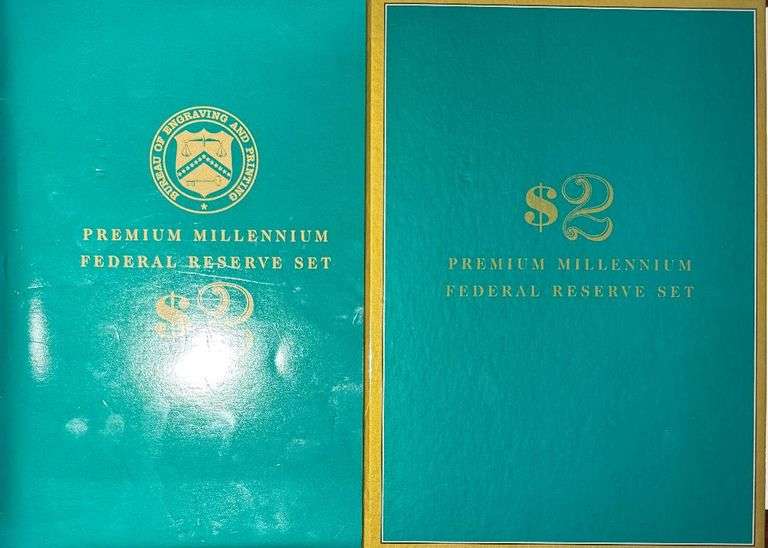 BUREAU OF ENGRAVING AND PRINTING
PREMIUM MILLENNIUM
FEDERAL RESERVE SET
$2
$2
PREMIUM MILLENNIUM
FEDERAL RESERVE SET